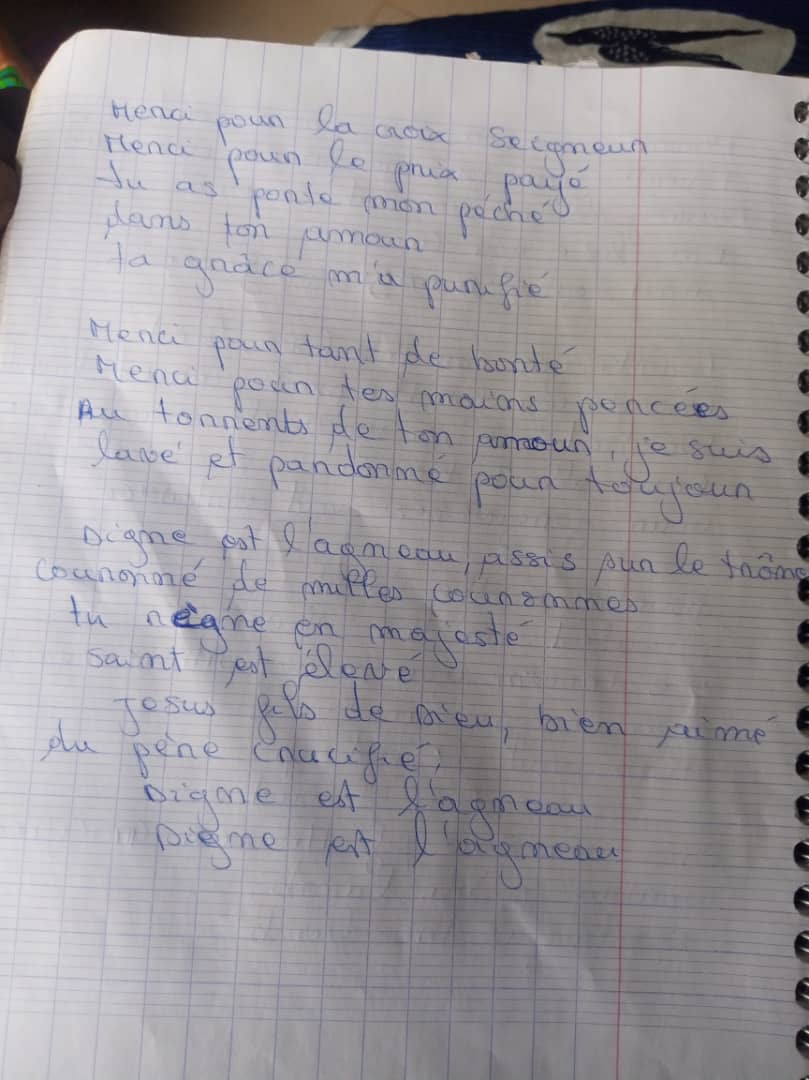 Merci pour la croix Seigneur
Merci pour le prix payé
tu as porté mon péché
dans ton amour
ta grâce m'a purifié
Merci pour tant de bonté
Merci pour tes mains percées
Au torrents de ton amour, je suis
lavé et pardonné pour toujour
Digne est l'agneau, assis sur le trône
couronné de milles couronnes
tu règne en majesté
saint est élevé
Jesus fils de Dieu, bien aimé
du père crucifié,
Digne est l'agneau
Digne est l'agneau